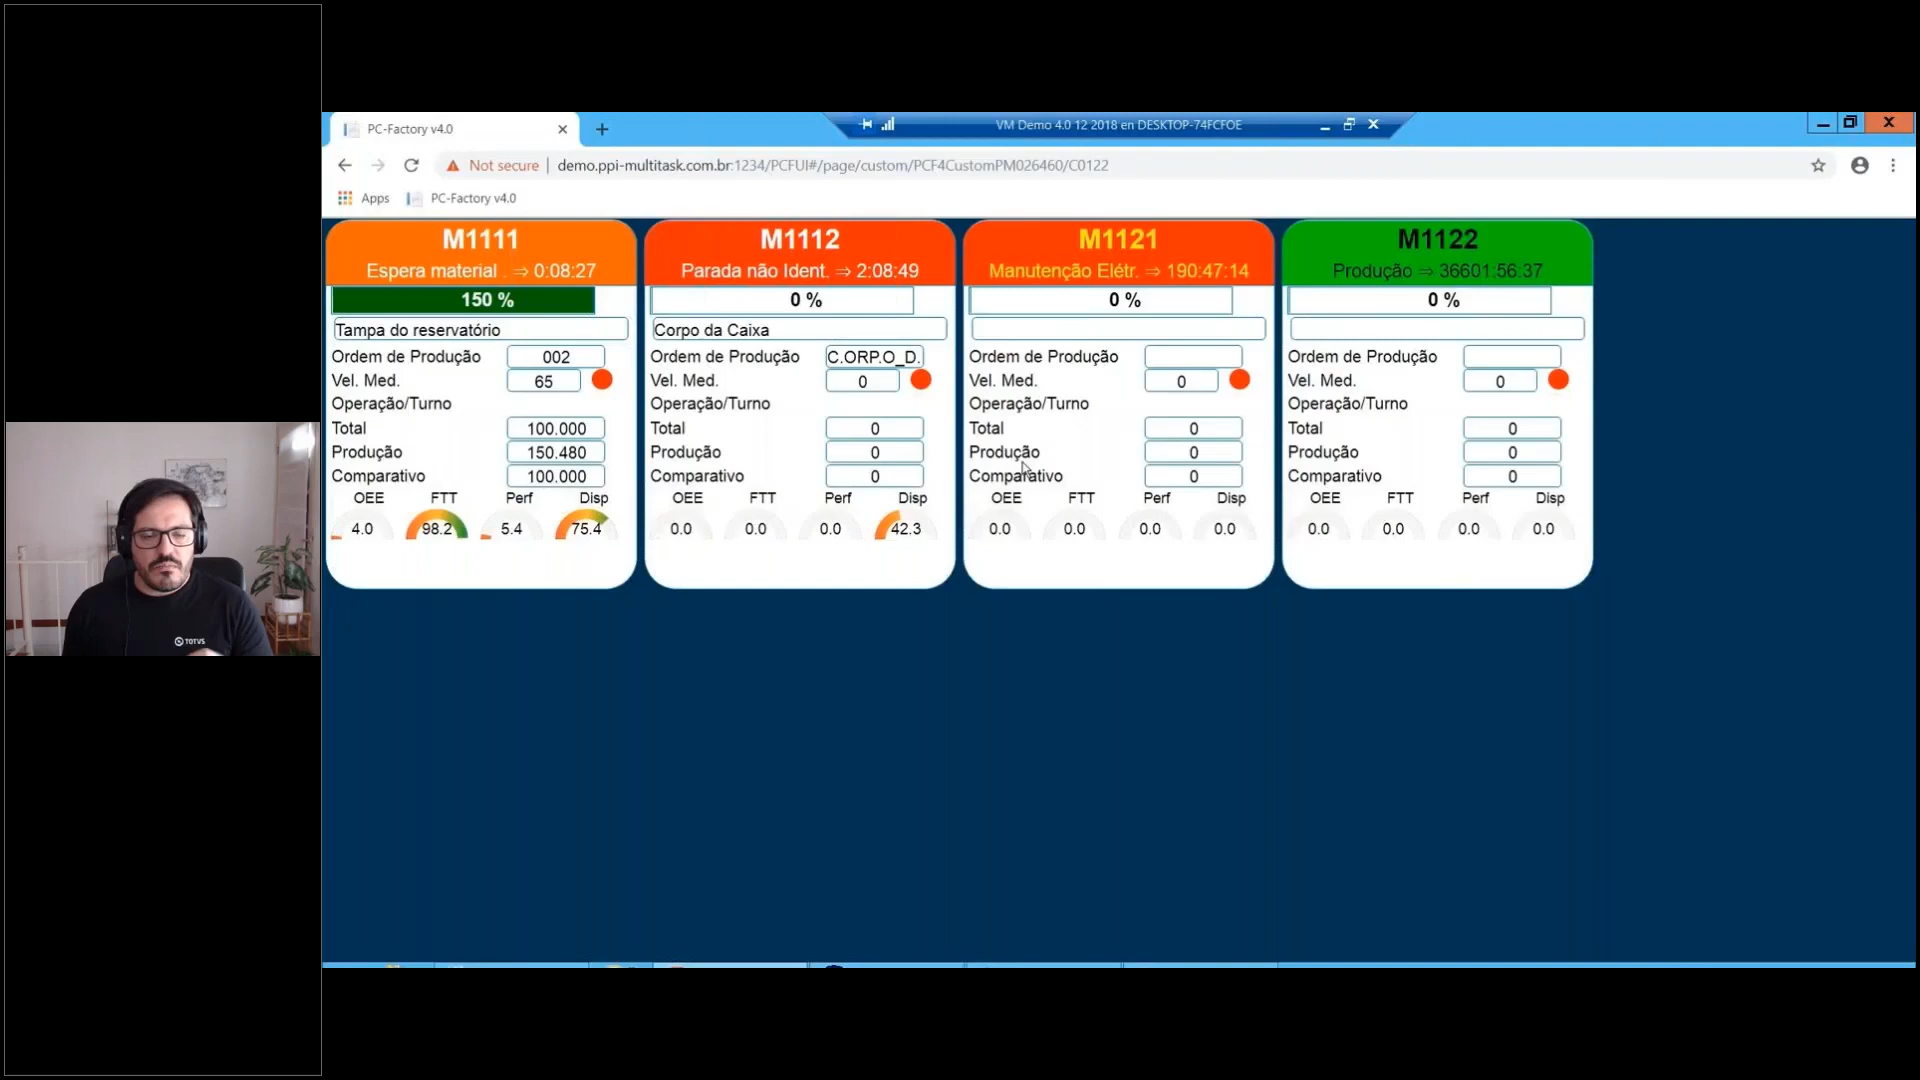 PC-Factory v4.0
VM Demo 4.0 12 2018 en DESKTOP-74FCFOE
Not secure | demo.ppi-multitask.com.br:1234/PCFUI#/page/custom/PCF4CustomPM026460/C0122
Apps PC-Factory v4.0
M1111
Espera material . ⇒ 0:08:27
150 %
Tampa do reservatório
Ordem de Produção 002
Vel. Med. 65
Operação/Turno
Total 100.000
Produção 150.480
Comparativo 100.000
OEE FTT Perf Disp
4.0 98.2 5.4 75.4
M1112
Parada não Ident. ⇒ 2:08:49
0 %
Corpo da Caixa
Ordem de Produção C.ORP.O_D.
Vel. Med. 0
Operação/Turno
Total 0
Produção 0
Comparativo 0
OEE FTT Perf Disp
0.0 0.0 0.0 42.3
M1121
Manutenção Elétr. ⇒ 190:47:14
0 %
Ordem de Produção
Vel. Med. 0
Operação/Turno
Total 0
Produção 0
Comparativo 0
OEE FTT Perf Disp
0.0 0.0 0.0 0.0
M1122
Produção ⇒ 36601:56:37
0 %
Ordem de Produção
Vel. Med. 0
Operação/Turno
Total 0
Produção 0
Comparativo 0
OEE FTT Perf Disp
0.0 0.0 0.0 0.0
TOTVS